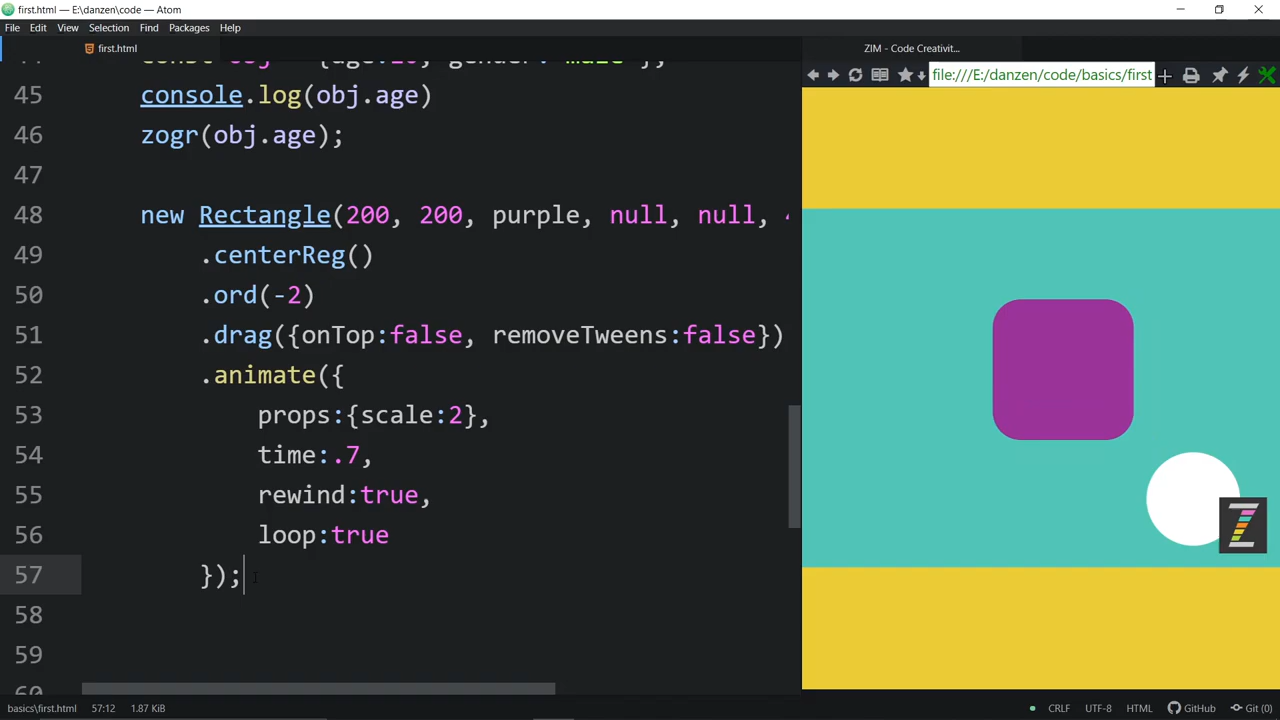 first.html — E:\danzen\code — Atom
File Edit View Selection Find Packages Help
first.html
ZIM - Code Creativit...
file:///E:/danzen/code/basics/first
45 console.log(obj.age)
46 zogr(obj.age);
47
48 new Rectangle(200, 200, purple, null, null,
49 .centerReg()
50 .ord(-2)
51 .drag({onTop:false, removeTweens:false})
52 .animate({
53 props:{scale:2},
54 time:.7,
55 rewind:true,
56 loop:true
57 });
58
59
basics\first.html 57:12 1.87 KiB CRLF UTF-8 HTML GitHub Git (0)